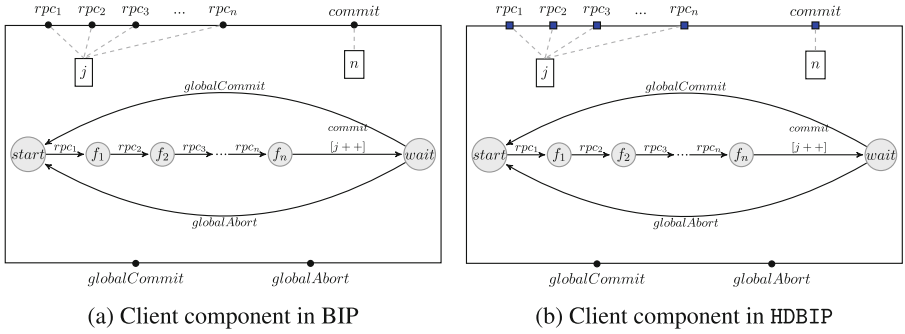 rpc₁ rpc₂ rpc₃ ... rpcₙ commit
j n
globalCommit
commit
start rpc₁ f₁ rpc₂ f₂ rpc₃ ...... rpcₙ fₙ [j++] wait
globalAbort
globalCommit globalAbort
(a) Client component in BIP
rpc₁ rpc₂ rpc₃ ... rpcₙ commit
j n
globalCommit
commit
start rpc₁ f₁ rpc₂ f₂ rpc₃ ...... rpcₙ fₙ [j++] wait
globalAbort
globalCommit globalAbort
(b) Client component in HDBIP